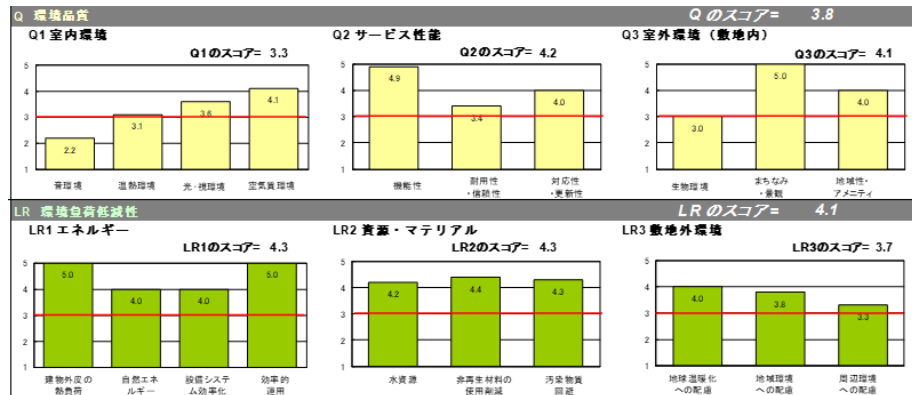 Q 環境品質 Q のスコア= 3.8
Q1 室内環境
Q1のスコア= 3.3
5
4
3
2
1
2.2
3.1
3.6
4.1
音環境
温熱環境
光・視環境
空気質環境
Q2 サービス性能
Q2のスコア= 4.2
5
4
3
2
1
4.9
3.4
4.0
機能性
耐用性
・信頼性
対応性
・更新性
Q3 室外環境(敷地内)
Q3のスコア= 4.1
5
4
3
2
1
3.0
5.0
4.0
生物環境
まちなみ
・景観
地域性・
アメニティ
LR 環境負荷低減性 LR のスコア= 4.1
LR1 エネルギー
LR1のスコア= 4.3
5
4
3
2
1
5.0
4.0
4.0
5.0
建物外皮の
熱負荷
自然エネ
ルギー
設備システ
ム効率化
効率的
運用
LR2 資源・マテリアル
LR2のスコア= 4.3
5
4
3
2
1
4.2
4.4
4.3
水資源
非再生材料の
使用削減
汚染物質
回避
LR3 敷地外環境
LR3のスコア= 3.7
5
4
3
2
1
4.0
3.8
3.3
地球温暖化
への配慮
地域環境
への配慮
周辺環境
への配慮